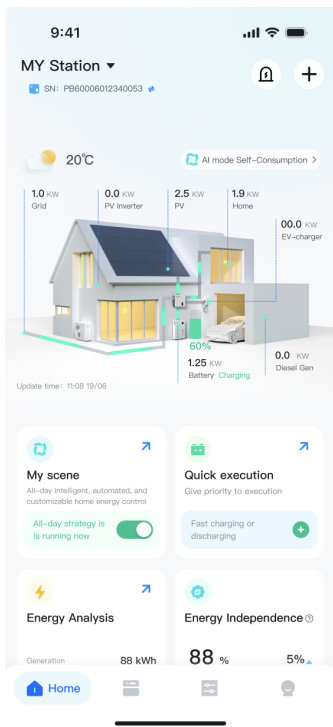 9:41
MY Station
SN: PB60006012340053
20℃
AI mode Self-Consumption
1.0 KW
Grid
0.0 KW
PV Inverter
2.5 KW
PV
1.9 KW
Home
00.0 KW
EV-charger
60%
1.25 KW
Battery Charging
0.0 KW
Diesel Gen
Update time: 11:08 19/06
My scene
All-day intelligent, automated, and
customizable home energy control
All-day strategy is
is running now
Quick execution
Give priority to execution
Fast charging or
discharging
Energy Analysis
Generation 88 kWh
Energy Independence
88 % 5%
Home